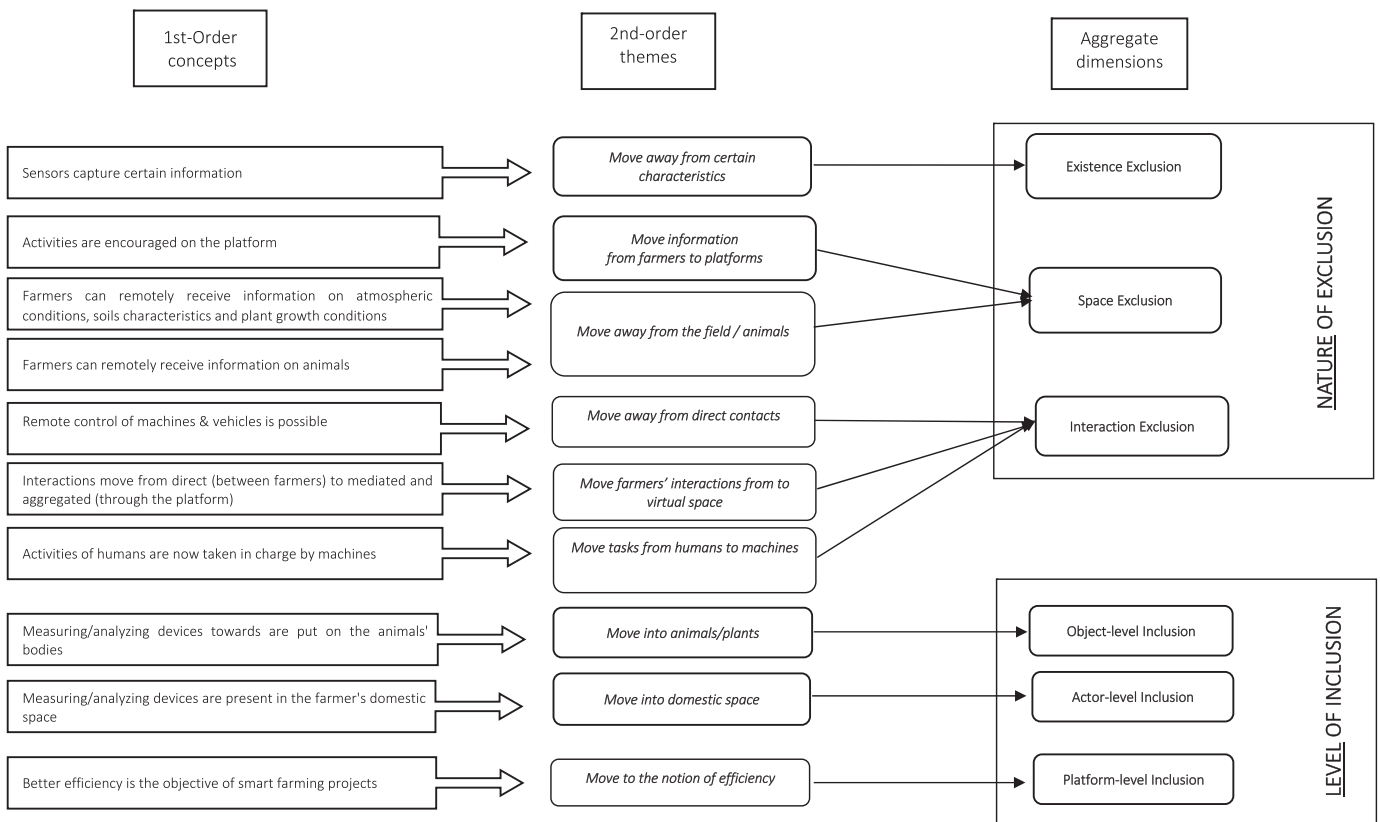 1st-Order
concepts
2nd-order
themes
Aggregate
dimensions
Sensors capture certain information
Move away from certain
characteristics
Existence Exclusion
Activities are encouraged on the platform
Move information
from farmers to platforms
Farmers can remotely receive information on atmospheric
conditions, soils characteristics and plant growth conditions
Move away from the field / animals
Space Exclusion
Farmers can remotely receive information on animals
Remote control of machines & vehicles is possible
Move away from direct contacts
Interaction Exclusion
Interactions move from direct (between farmers) to mediated and
aggregated (through the platform)
Move farmers' interactions from to
virtual space
Activities of humans are now taken in charge by machines
Move tasks from humans to machines
NATURE OF EXCLUSION
Measuring/analyzing devices towards are put on the animals'
bodies
Move into animals/plants
Object-level Inclusion
Measuring/analyzing devices are present in the farmer's domestic
space
Move into domestic space
Actor-level Inclusion
Better efficiency is the objective of smart farming projects
Move to the notion of efficiency
Platform-level Inclusion
LEVEL OF INCLUSION